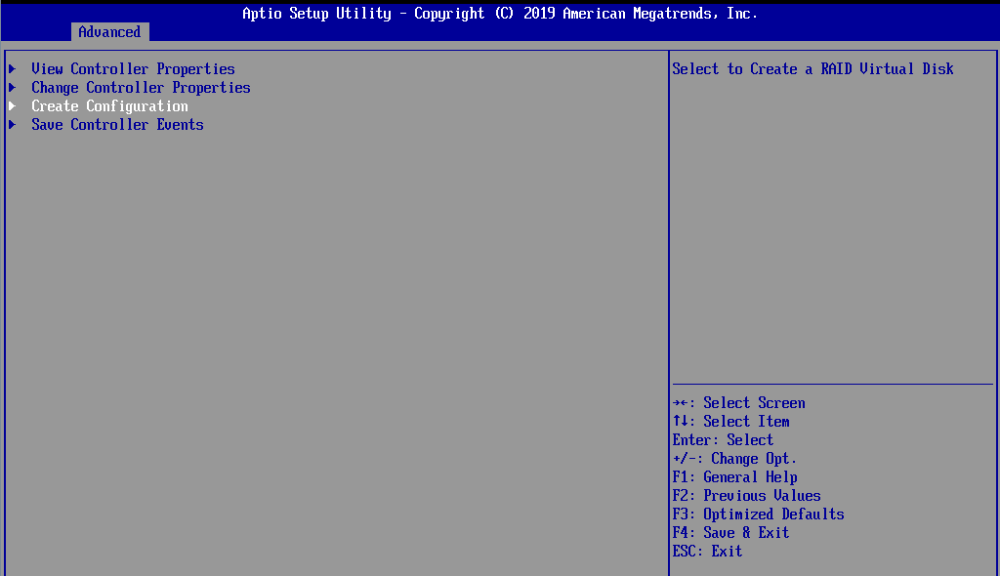 Aptio Setup Utility - Copyright (C) 2019 American Megatrends, Inc.
Advanced
View Controller Properties
Change Controller Properties
Create Configuration
Save Controller Events
Select to Create a RAID Virtual Disk
→←: Select Screen
↑↓: Select Item
Enter: Select
+/-: Change Opt.
F1: General Help
F2: Previous Values
F3: Optimized Defaults
F4: Save & Exit
ESC: Exit